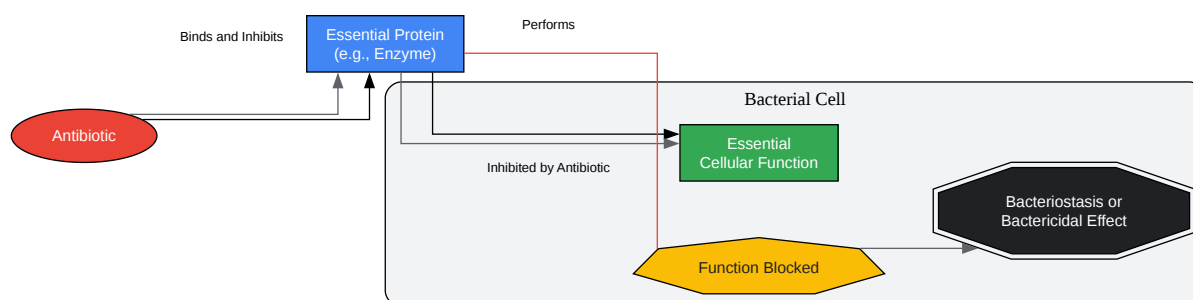 Performs
Binds and Inhibits
Essential Protein
(e.g., Enzyme)
Bacterial Cell
Antibiotic
Essential
Cellular Function
Inhibited by Antibiotic
Bacteriostasis or
Bactericidal Effect
Function Blocked